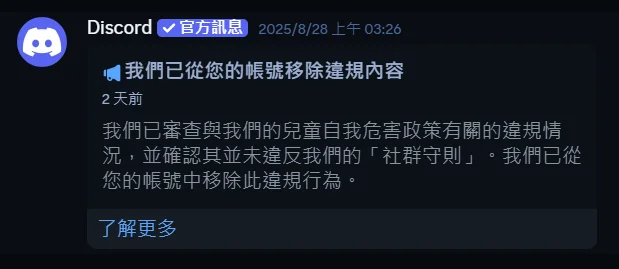 Discord ✓ 官方訊息 2025/8/28 上午 03:26
我們已從您的帳號移除違規內容
2 天前
我們已審查與我們的兒童自我危害政策有關的違規情
況，並確認其並未違反我們的「社群守則」。我們已從
您的帳號中移除此違規行為。
了解更多